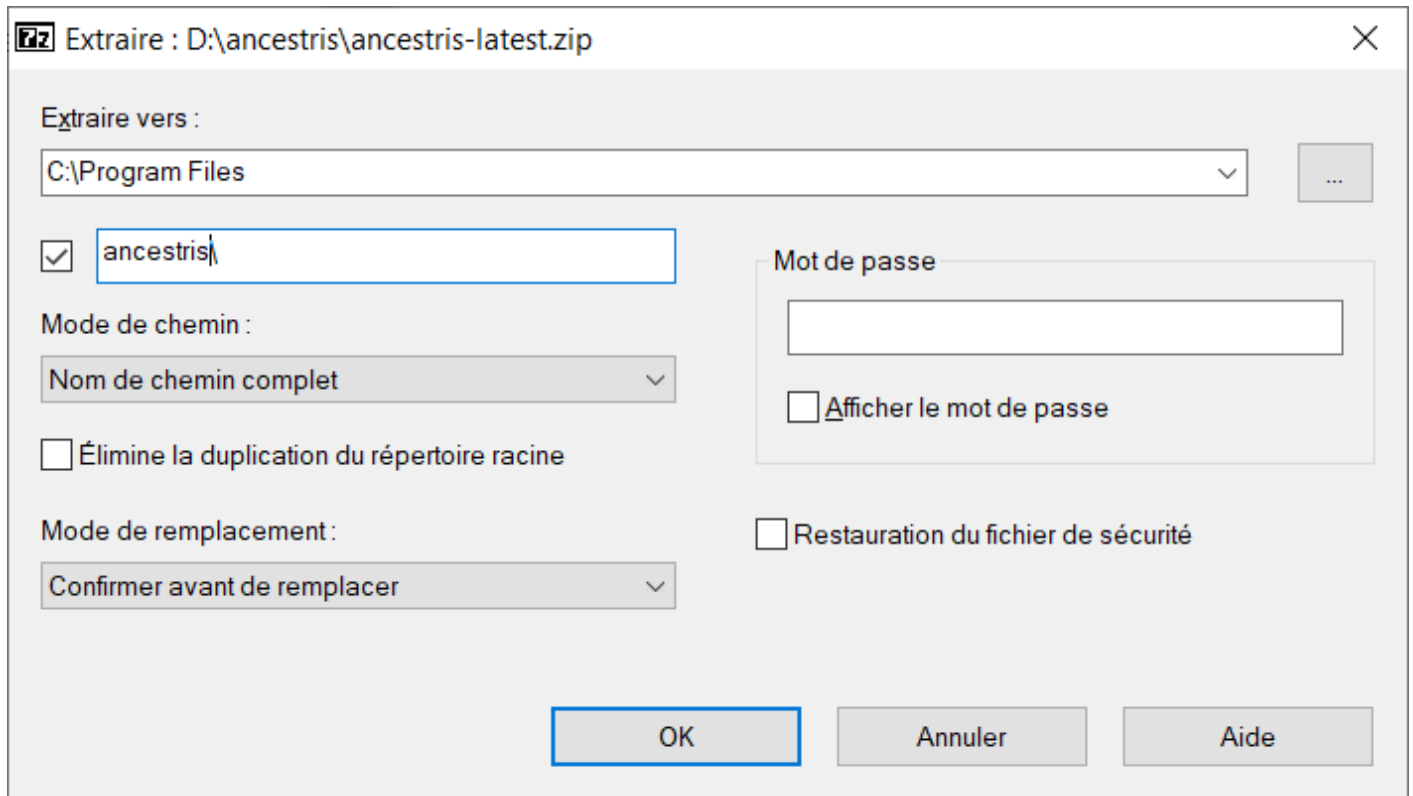 7z Extraire : D:\ancestris\ancestris-latest.zip
Extraire vers :
C:\Program Files
...
ancestris\
Mot de passe
Mode de chemin :
Nom de chemin complet
Afficher le mot de passe
Élimine la duplication du répertoire racine
Mode de remplacement :
Restauration du fichier de sécurité
Confirmer avant de remplacer
OK
Annuler
Aide